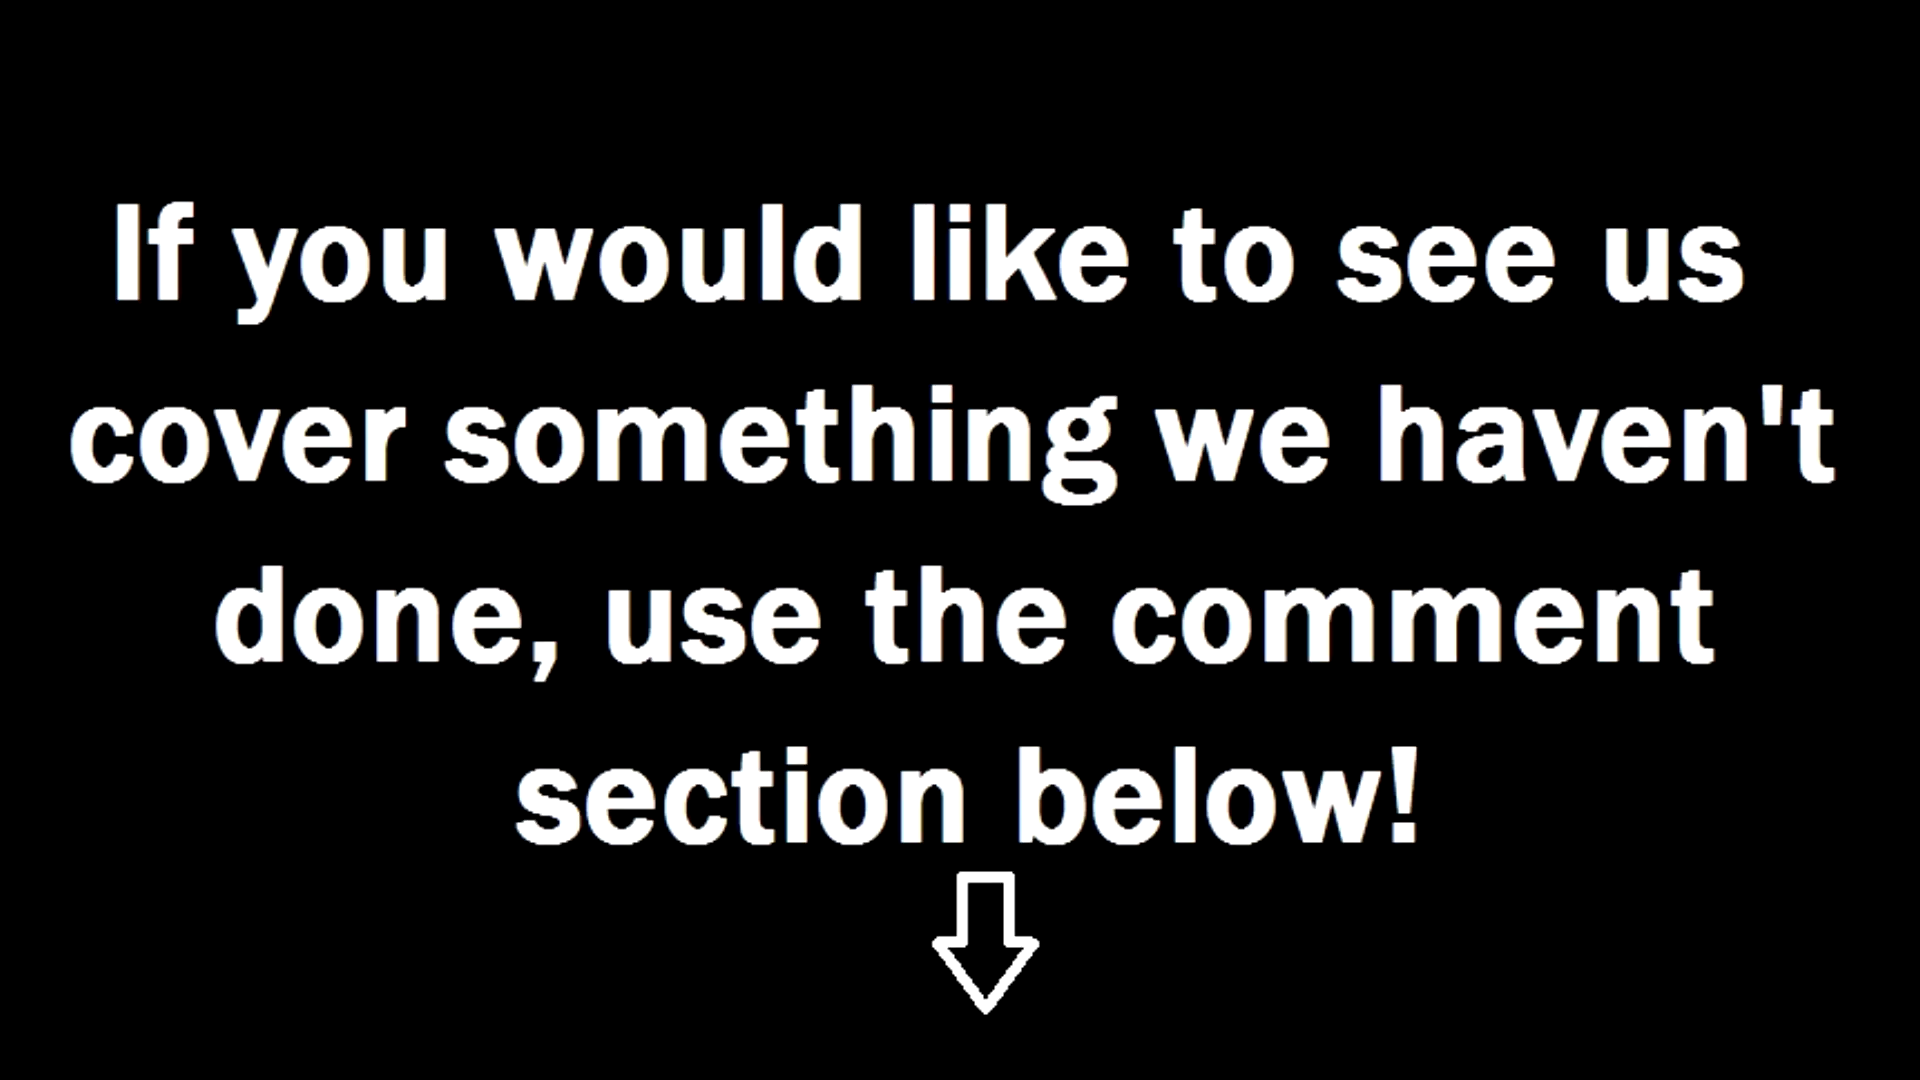 If you would like to see us
cover something we haven't
done, use the comment
section below!